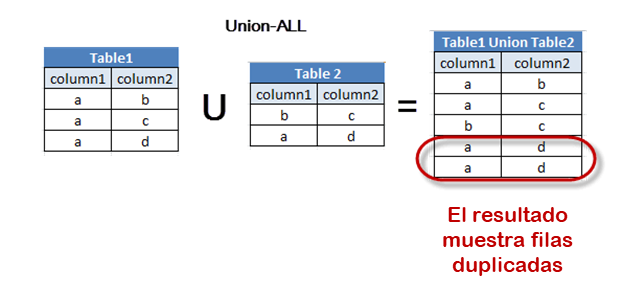 Union-ALL
Table1
column1 column2
a b
a c
a d
U
Table 2
column1 column2
b c
a d
=
Table1 Union Table2
column1 column2
a b
a c
b c
a d
a d
El resultado
muestra filas
duplicadas